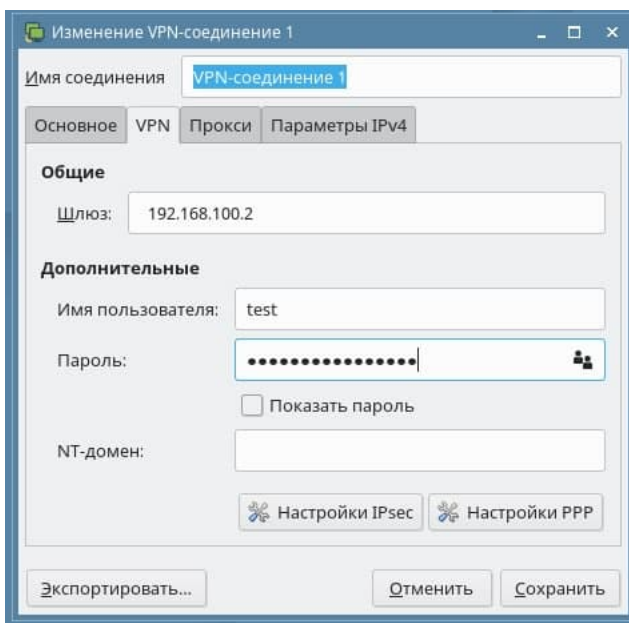 Изменение VPN-соединение 1
Имя соединения VPN-соединение 1
Основное VPN Прокси Параметры IPv4
Общие
Шлюз: 192.168.100.2
Дополнительные
Имя пользователя: test
Пароль: ••••••••••••••••
Показать пароль
NT-домен:
Настройки IPsec Настройки PPP
Экспортировать... Отменить Сохранить